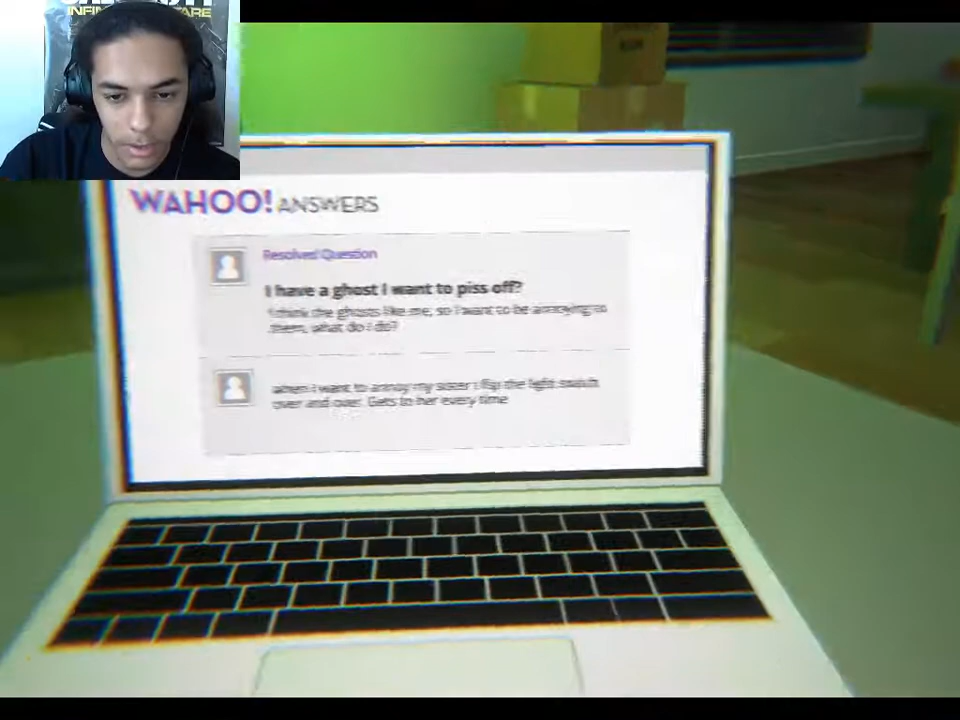 INFINITE WARFARE
WAHOO! ANSWERS
Resolved Question
I have a ghost I want to piss off?
I think the ghosts like me, so I want to be annoying to
them, what do I do?
when I want to annoy my sister I flip the light switch
over and over. Gets to her every time